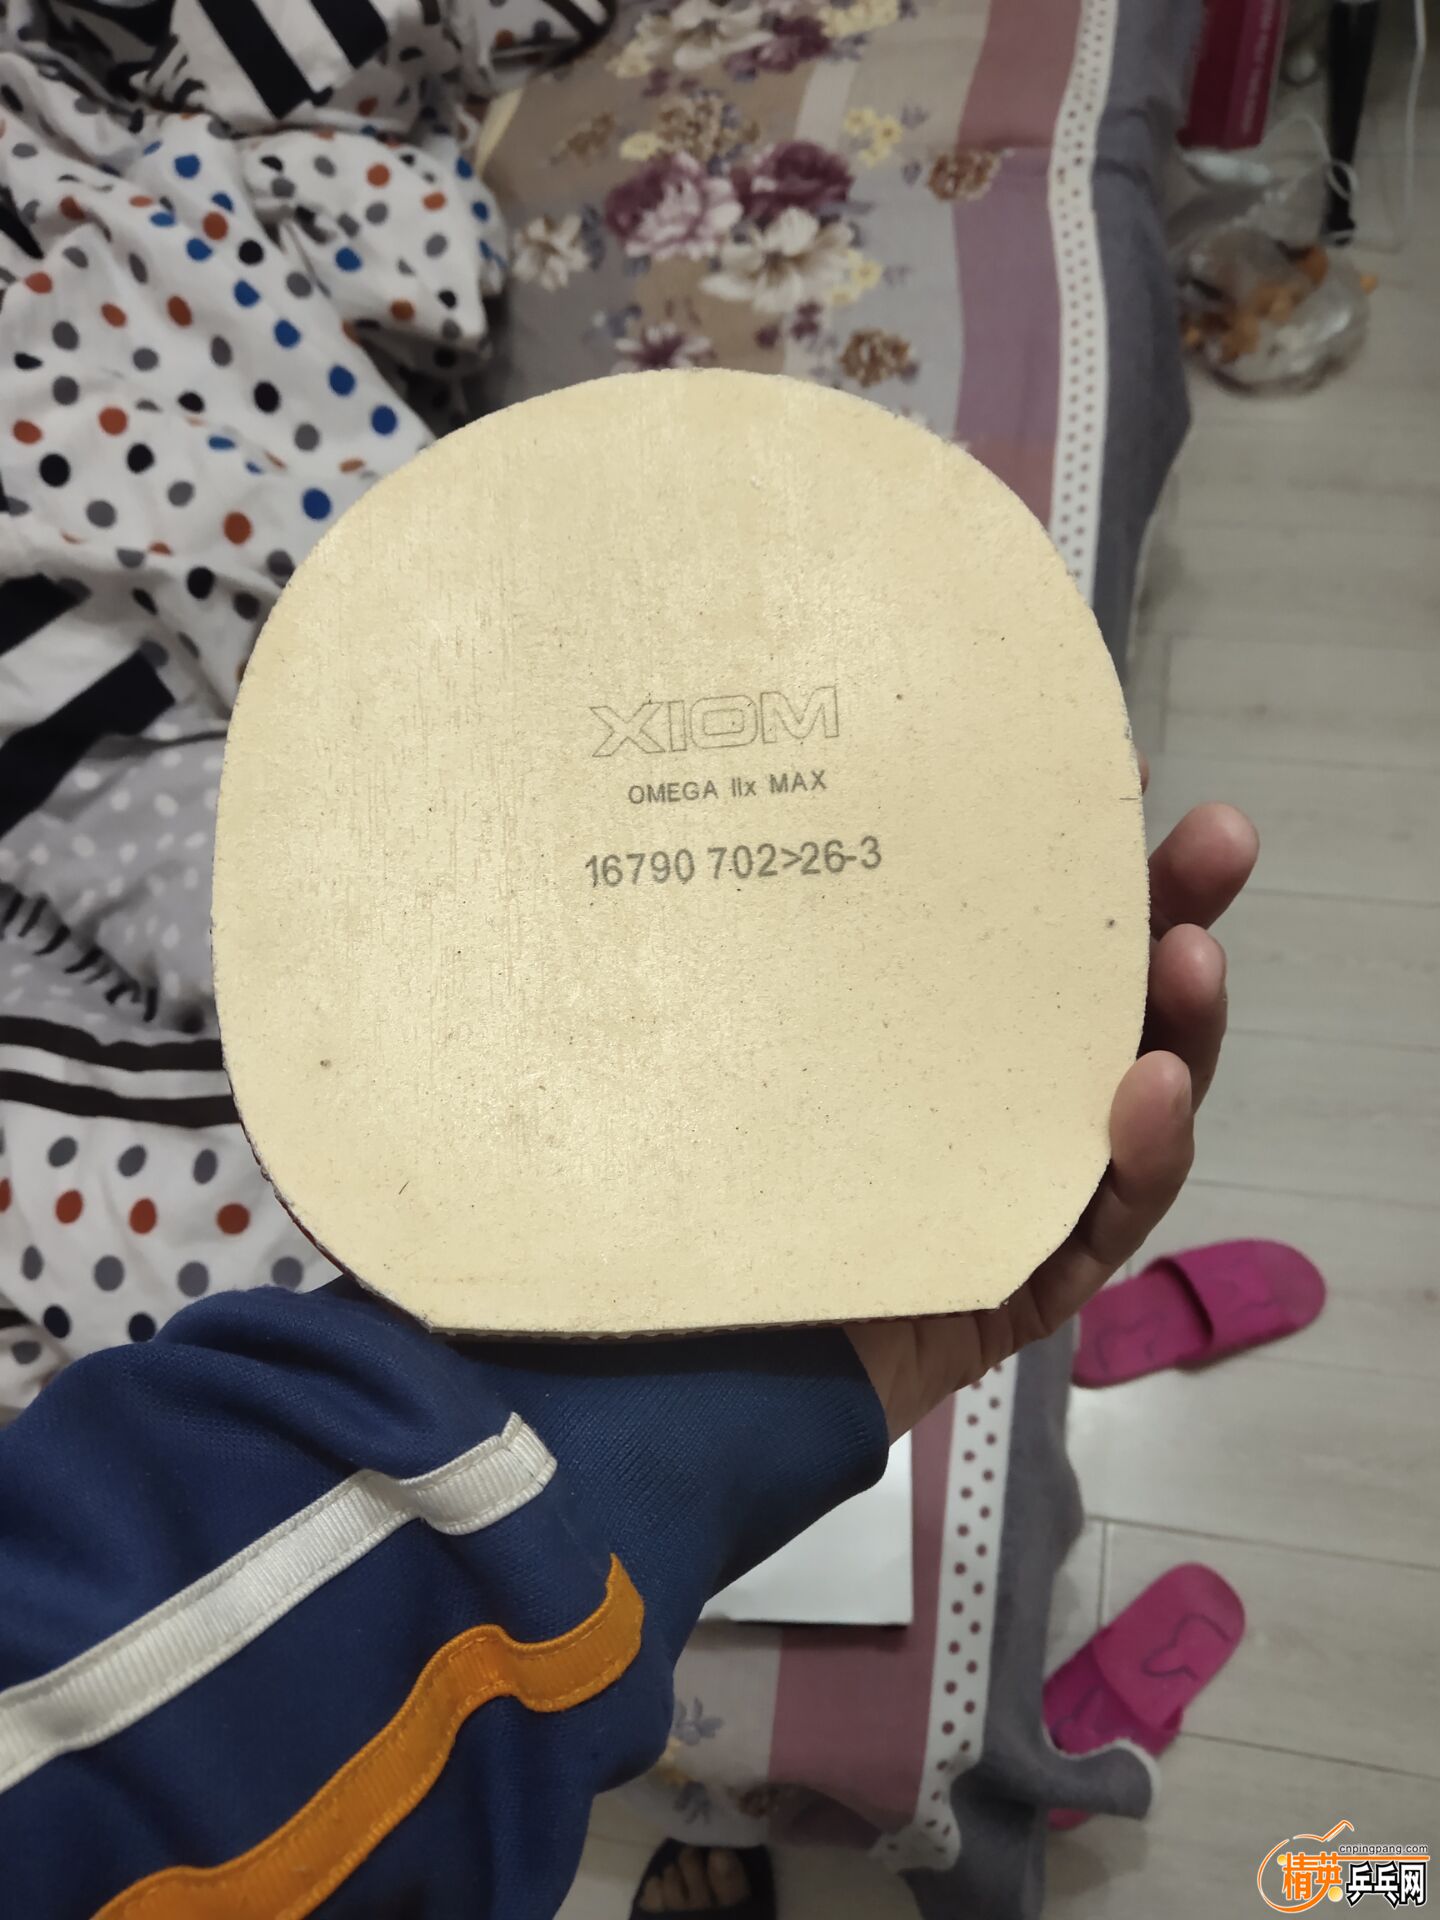 XIOM
OMEGA IIx MAX
16790 702>26-3
cnpingpang.com
精英乒乓网